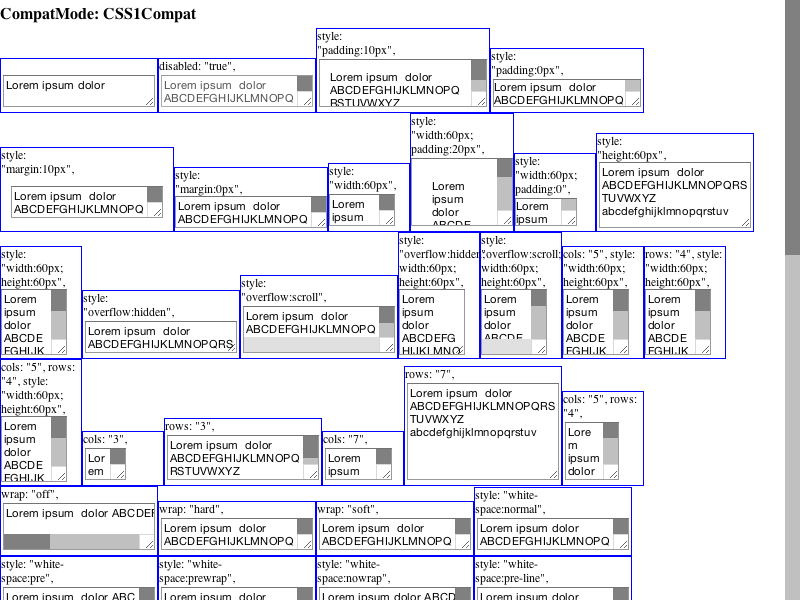 CompatMode: CSS1Compat
Lorem ipsum  dolor
disabled: "true",
Lorem ipsum  dolor
ABCDEFGHIJKLMNOPQ
style:
"padding:10px",
Lorem ipsum  dolor
ABCDEFGHIJKLMNOPQ
RSTUVWXYZ
style:
"padding:0px",
Lorem ipsum  dolor
ABCDEFGHIJKLMNOPQ
style:
"margin:10px",
Lorem ipsum  dolor
ABCDEFGHIJKLMNOPQ
style:
"margin:0px",
Lorem ipsum  dolor
ABCDEFGHIJKLMNOPQ
style:
"width:60px",
Lorem
ipsum
style:
"width:60px;
padding:20px",
Lorem
ipsum
dolor
ABCDE
style:
"width:60px;
padding:0",
Lorem
ipsum
style:
"height:60px",
Lorem ipsum  dolor
ABCDEFGHIJKLMNOPQRS
TUVWXYZ
abcdefghijklmnopqrstuv
style:
"width:60px;
height:60px",
Lorem
ipsum
dolor
ABCDE
FGHIJK
style:
"overflow:hidden",
Lorem ipsum  dolor
ABCDEFGHIJKLMNOPQRS
style:
"overflow:scroll",
Lorem ipsum  dolor
ABCDEFGHIJKLMNOPQ
style:
"overflow:hidden;
width:60px;
height:60px",
Lorem
ipsum
dolor
ABCDEFG
HIJKLMNO
style:
"overflow:scroll;
width:60px;
height:60px",
Lorem
ipsum
dolor
ABCDE
cols: "5", style:
"width:60px;
height:60px",
Lorem
ipsum
dolor
ABCDE
FGHIJK
rows: "4", style:
"width:60px;
height:60px",
Lorem
ipsum
dolor
ABCDE
FGHIJK
cols: "5", rows:
"4", style:
"width:60px;
height:60px",
Lorem
ipsum
dolor
ABCDE
FGHIJK
cols: "3",
Lor
em
rows: "3",
Lorem ipsum  dolor
ABCDEFGHIJKLMNOPQ
RSTUVWXYZ
cols: "7",
Lorem
ipsum
rows: "7",
Lorem ipsum  dolor
ABCDEFGHIJKLMNOPQRS
TUVWXYZ
abcdefghijklmnopqrstuv
cols: "5", rows:
"4",
Lore
m
ipsum
dolor
wrap: "off",
Lorem ipsum  dolor ABCDEF
wrap: "hard",
Lorem ipsum  dolor
ABCDEFGHIJKLMNOPQ
wrap: "soft",
Lorem ipsum  dolor
ABCDEFGHIJKLMNOPQ
style: "white-
space:normal",
Lorem ipsum dolor
ABCDEFGHIJKLMNOPQ
style: "white-
space:pre",
Lorem ipsum  dolor ABC
style: "white-
space:prewrap",
Lorem ipsum  dolor
style: "white-
space:nowrap",
Lorem ipsum dolor ABCD
style: "white-
space:pre-line",
Lorem ipsum dolor